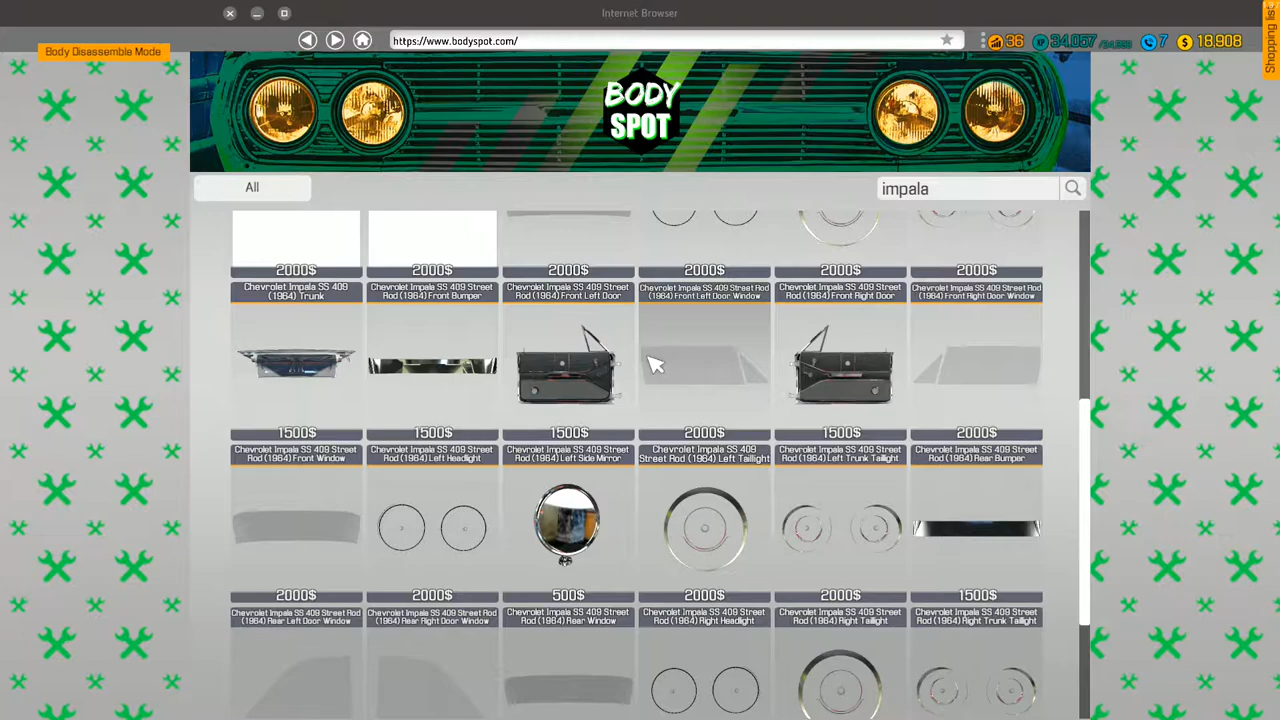 Internet Browser
Shopping list
https://www.bodyspot.com/
36
34,057
7
$ 18,908
Body Disassemble Mode
BODY
SPOT
All
impala
2000$
2000$
2000$
2000$
2000$
2000$
Chevrolet Impala SS 409
(1964) Trunk
Chevrolet Impala SS 409 Street
Rod (1964) Front Bumper
Chevrolet Impala SS 409 Street
Rod (1964) Front Left Door
Chevrolet Impala SS 409 Street Rod
(1964) Front Left Door Window
Chevrolet Impala SS 409 Street
Rod (1964) Front Right Door
Chevrolet Impala SS 409 Street Rod
(1964) Front Right Door Window
1500$
1500$
1500$
2000$
1500$
2000$
Chevrolet Impala SS 409 Street
Rod (1964) Front Window
Chevrolet Impala SS 409 Street
Rod (1964) Left Headlight
Chevrolet Impala SS 409 Street
Rod (1964) Left Side Mirror
Chevrolet Impala SS 409
Street Rod (1964) Left Taillight
Chevrolet Impala SS 409 Street
Rod (1964) Left Trunk Taillight
Chevrolet Impala SS 409 Street
Rod (1964) Rear Bumper
2000$
2000$
500$
2000$
2000$
1500$
Chevrolet Impala SS 409 Street Rod
(1964) Rear Left Door Window
Chevrolet Impala SS 409 Street Rod
(1964) Rear Right Door Window
Chevrolet Impala SS 409 Street
Rod (1964) Rear Window
Chevrolet Impala SS 409 Street
Rod (1964) Right Headlight
Chevrolet Impala SS 409 Street
Rod (1964) Right Taillight
Chevrolet Impala SS 409 Street
Rod (1964) Right Trunk Taillight